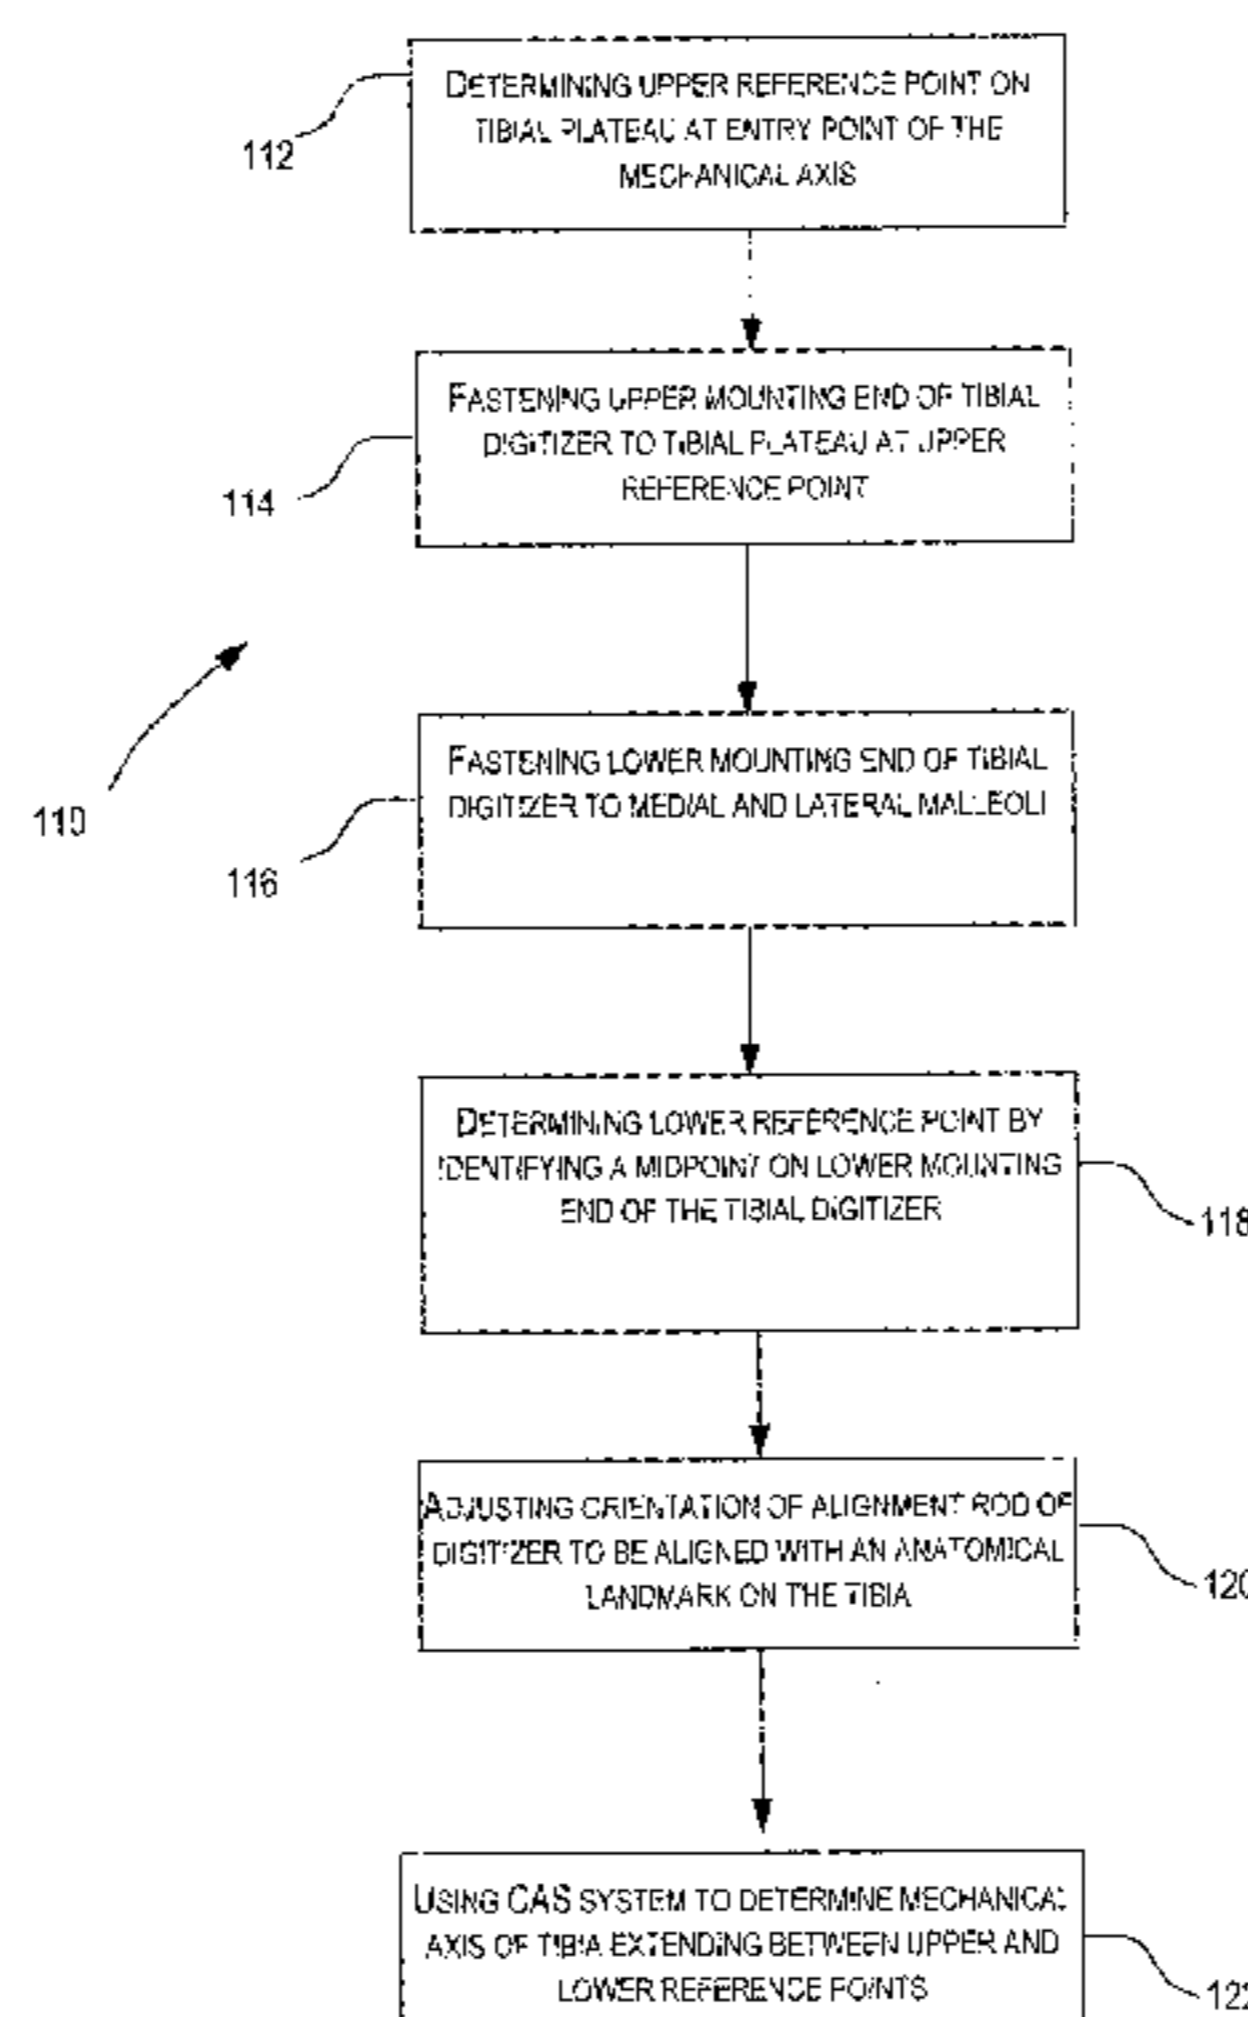 DETERMINING UPPER REFERENCE POINT ON
TIBIAL PLATEAU AT ENTRY POINT OF THE
MECHANICAL AXIS
112
FASTENING UPPER MOUNTING END OF TIBIAL
DIGITIZER TO TIBIAL PLATEAU AT UPPER
REFERENCE POINT
114
110
FASTENING LOWER MOUNTING END OF TIBIAL
DIGITIZER TO MEDIAL AND LATERAL MALLEOLI
116
DETERMINING LOWER REFERENCE POINT BY
IDENTIFYING A MIDPOINT ON LOWER MOUNTING
END OF THE TIBIAL DIGITIZER
118
ADJUSTING ORIENTATION OF ALIGNMENT ROD OF
DIGITIZER TO BE ALIGNED WITH AN ANATOMICAL
LANDMARK ON THE TIBIA
120
USING CAS SYSTEM TO DETERMINE MECHANICAL
AXIS OF TIBIA EXTENDING BETWEEN UPPER AND
LOWER REFERENCE POINTS
122